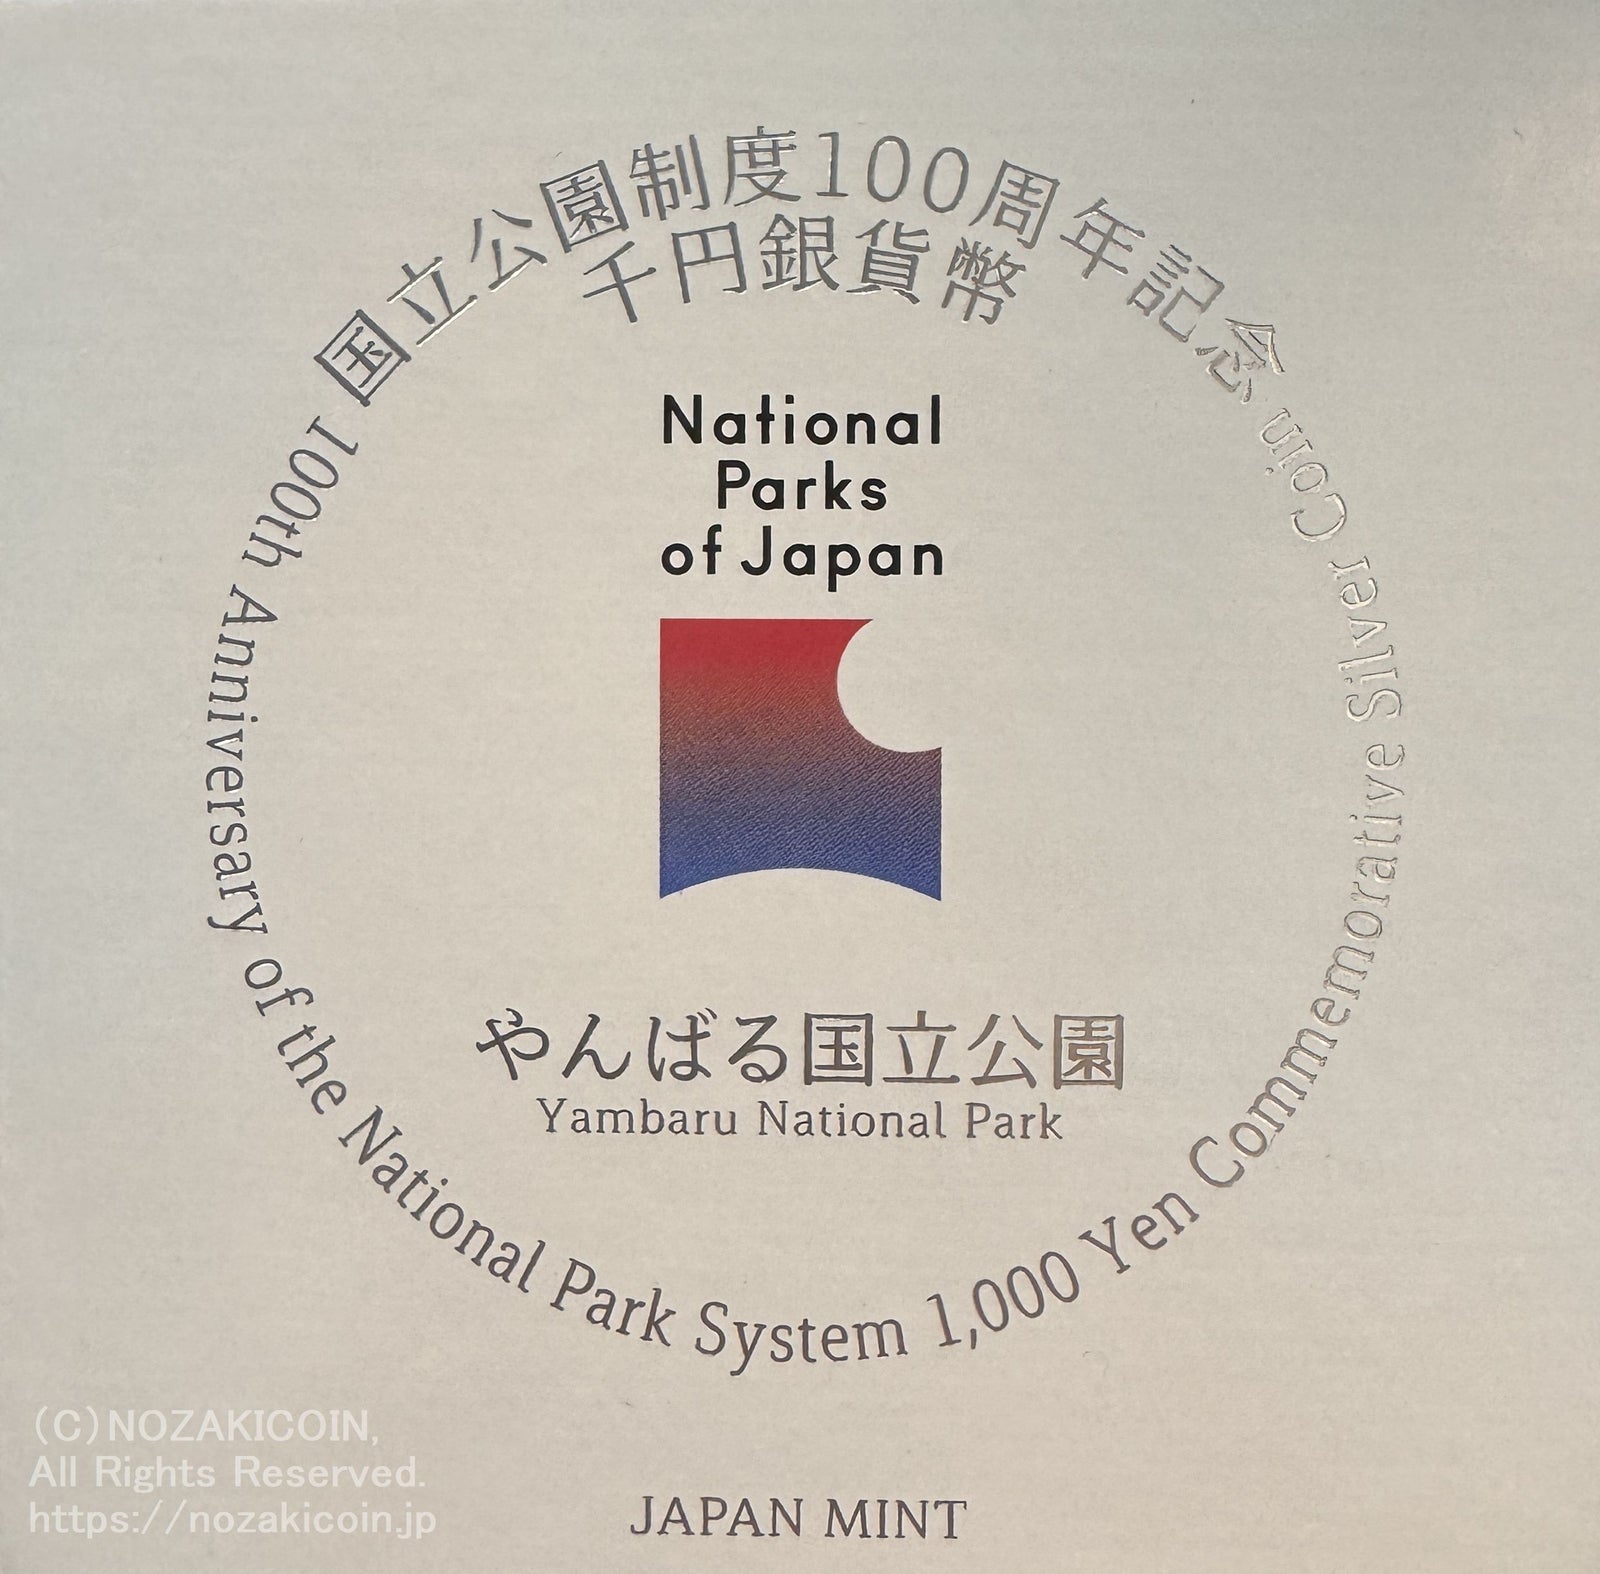 国立公園制度100周年記念
千円銀貨幣
100th Anniversary of the National Park System 1,000 Yen Commemorative Silver Coin
National
Parks
of Japan
やんばる国立公園
Yambaru National Park
JAPAN MINT
(C)NOZAKICOIN,
All Rights Reserved.
https://nozakicoin.jp